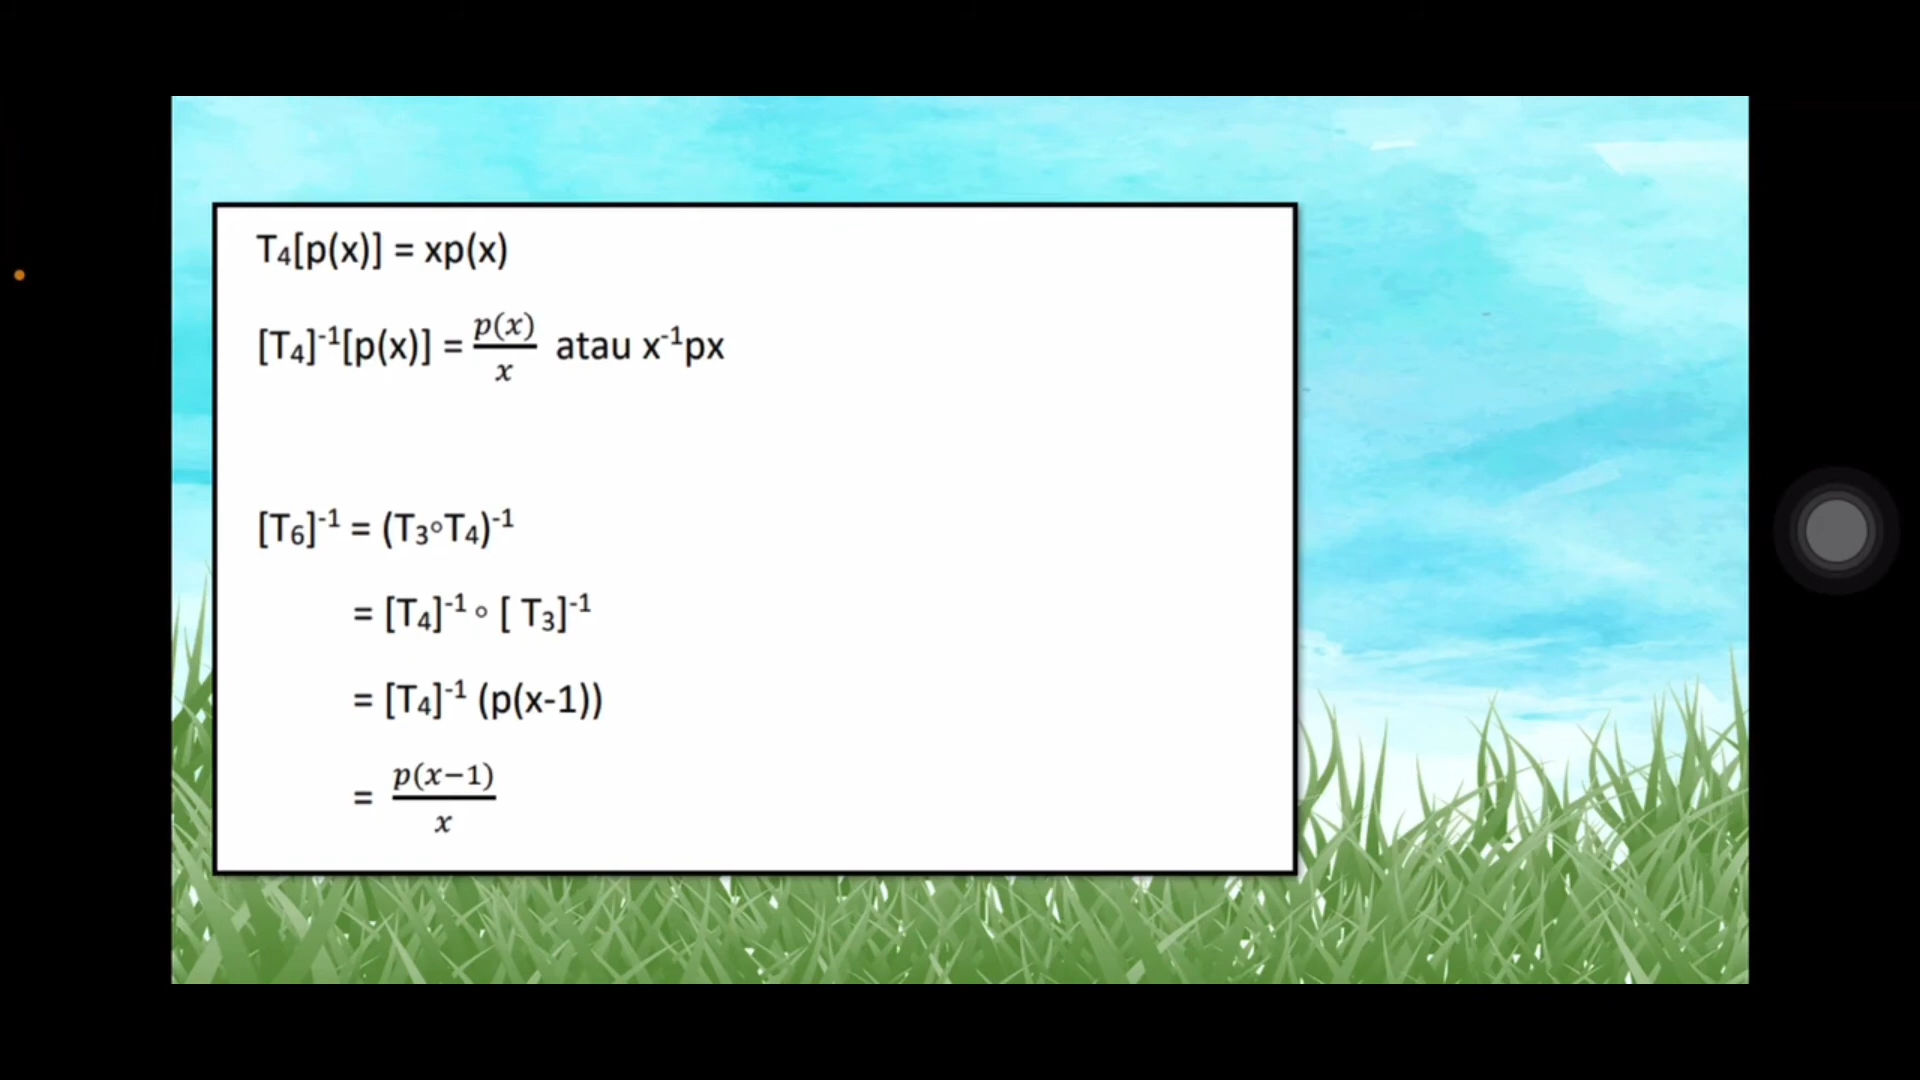 T₄[p(x)] = xp(x)
[T₄]⁻¹[p(x)] = p(x)/x atau x⁻¹px
[T₆]⁻¹ = (T₃∘T₄)⁻¹
= [T₄]⁻¹ ∘ [ T₃]⁻¹
= [T₄]⁻¹ (p(x-1))
= p(x−1)/x